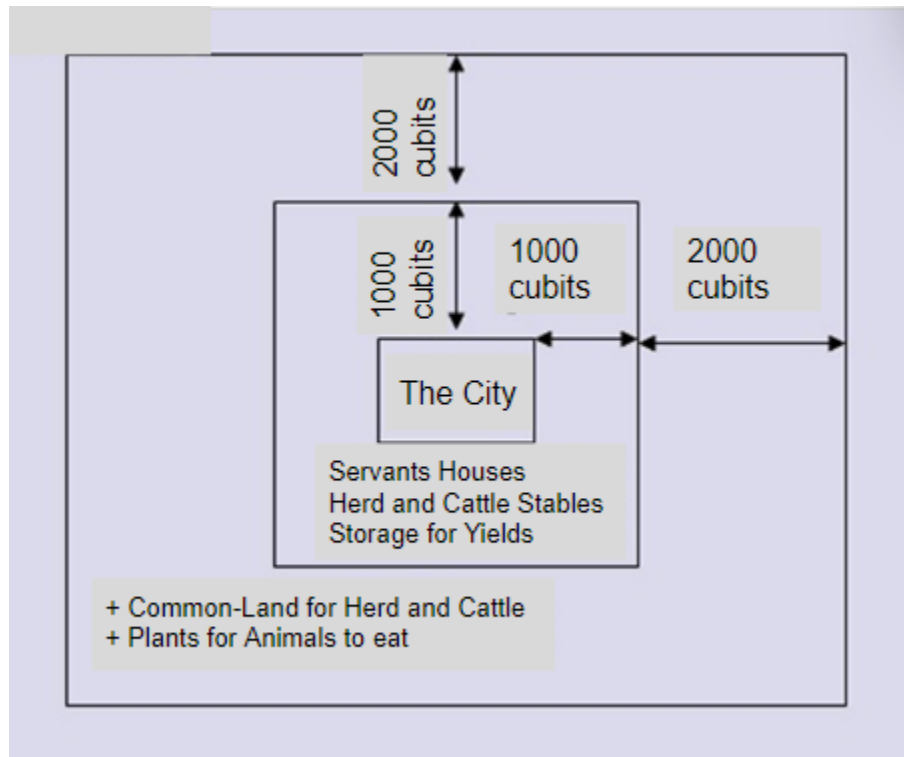 2000
cubits
1000
cubits
1000
cubits
2000
cubits
The City
Servants Houses
Herd and Cattle Stables
Storage for Yields
+ Common-Land for Herd and Cattle
+ Plants for Animals to eat